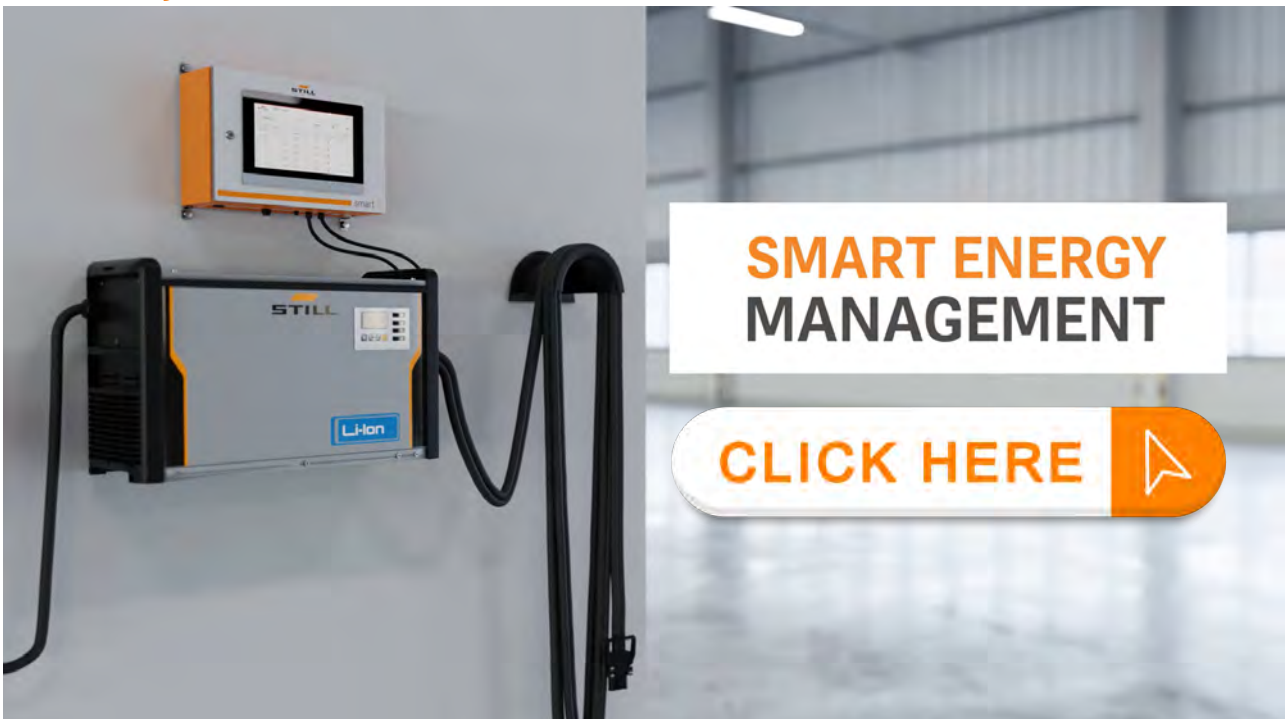 STILL
smart
STILL
Li-Ion
SMART ENERGY
MANAGEMENT
CLICK HERE